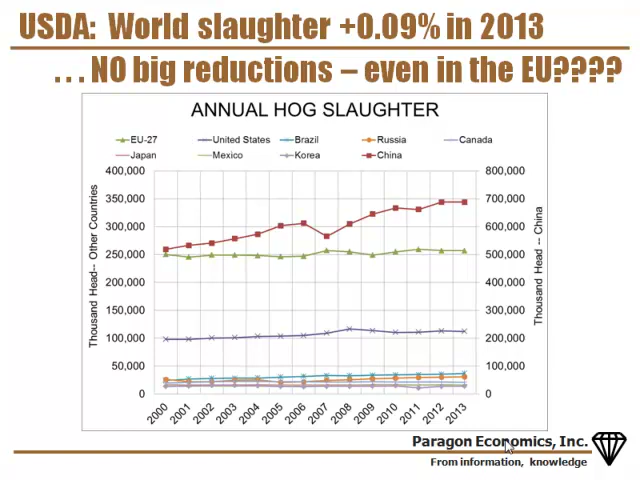 USDA: World slaughter +0.09% in 2013
. . . NO big reductions – even in the EU????
ANNUAL HOG SLAUGHTER
EU-27 United States Brazil Russia Canada
Japan Mexico Korea China
400,000 800,000
350,000 700,000
300,000 600,000
250,000 500,000
200,000 400,000
150,000 300,000
100,000 200,000
50,000 100,000
0 0
Thousand Head-- Other Countries
Thousand Head -- China
2000 2001 2002 2003 2004 2005 2006 2007 2008 2009 2010 2011 2012 2013
Paragon Economics, Inc.
From information, knowledge